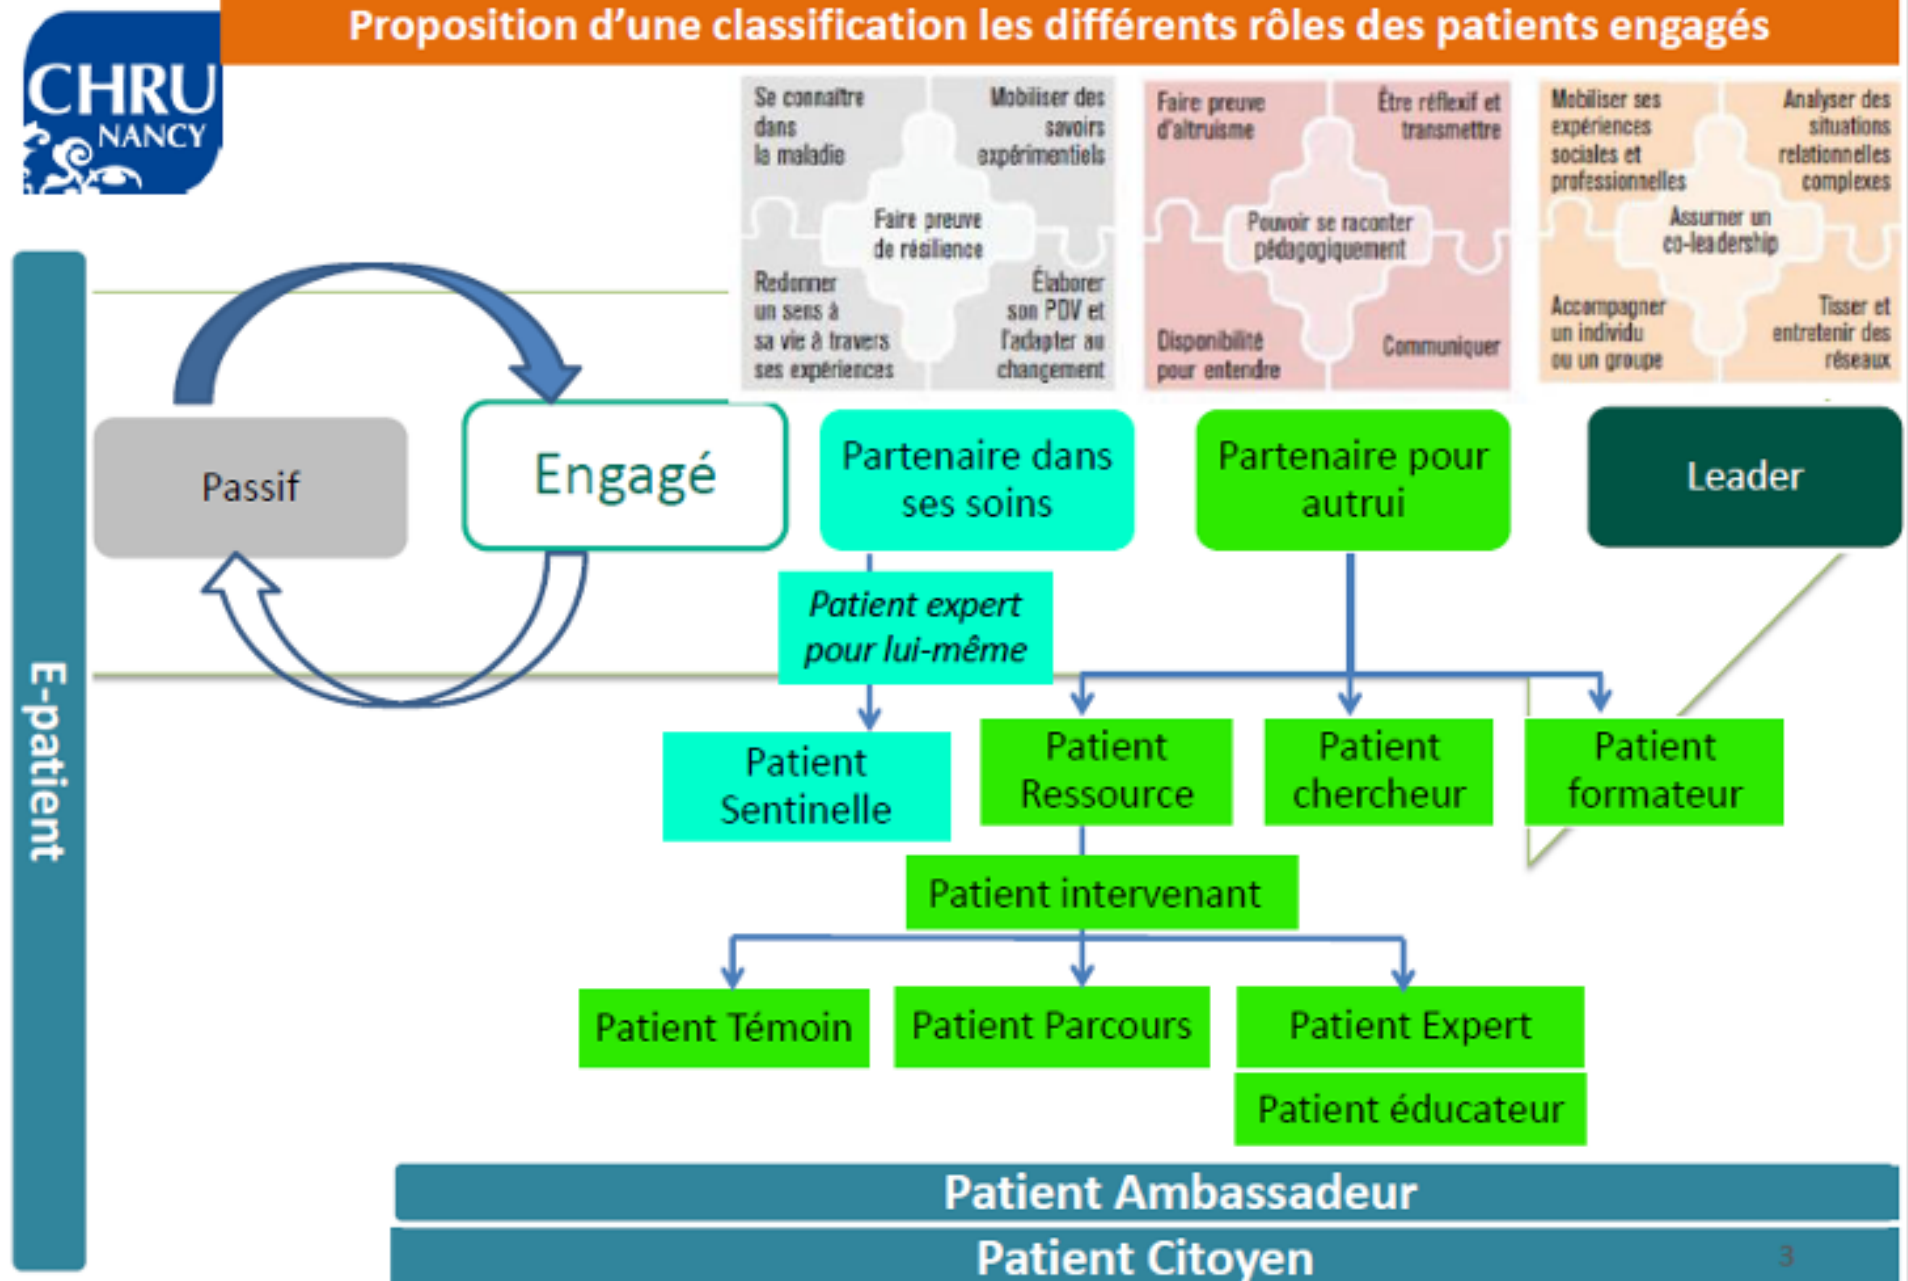 Proposition d’une classification les différents rôles des patients engagés
CHRU
NANCY
Se connaître
dans
la maladie
Mobiliser des
savoirs
expérimentiels
Faire preuve
de résilience
Redonner
un sens à
sa vie à travers
ses expériences
Élaborer
son PDV et
l'adapter au
changement
Faire preuve
d'altruisme
Être réflexif et
transmettre
Pouvoir se raconter
pédagogiquement
Disponibilité
pour entendre
Communiquer
Mobiliser ses
expériences
sociales et
professionnelles
Analyser des
situations
relationnelles
complexes
Assumer un
co-leadership
Accompagner
un individu
ou un groupe
Tisser et
entretenir des
réseaux
E-patient
Passif
Engagé
Partenaire dans
ses soins
Partenaire pour
autrui
Leader
Patient expert
pour lui-même
Patient
Sentinelle
Patient
Ressource
Patient
chercheur
Patient
formateur
Patient intervenant
Patient Témoin
Patient Parcours
Patient Expert
Patient éducateur
Patient Ambassadeur
Patient Citoyen
3